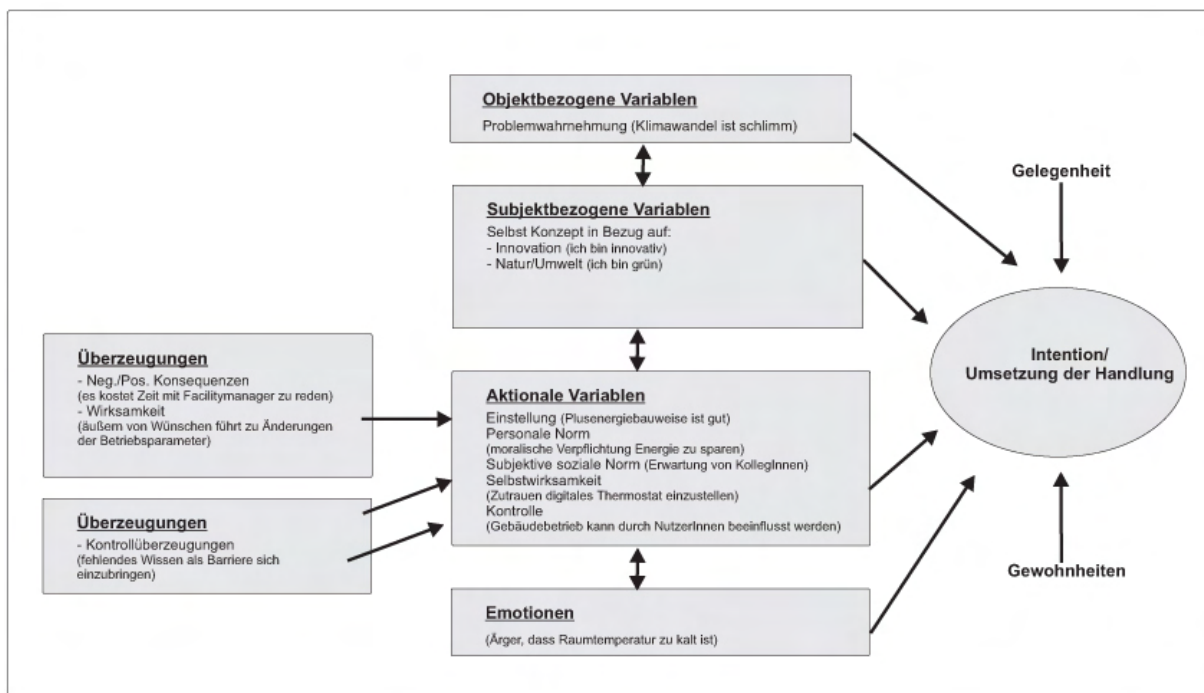 Objektbezogene Variablen
Problemwahrnehmung (Klimawandel ist schlimm)
Subjektbezogene Variablen
Selbst Konzept in Bezug auf:
- Innovation (ich bin innovativ)
- Natur/Umwelt (ich bin grün)
Überzeugungen
- Neg./Pos. Konsequenzen
(es kostet Zeit mit Facilitymanager zu reden)
- Wirksamkeit
(äußern von Wünschen führt zu Änderungen
der Betriebsparameter)
Überzeugungen
- Kontrollüberzeugungen
(fehlendes Wissen als Barriere sich
einzubringen)
Aktionale Variablen
Einstellung (Plusenergiebauweise ist gut)
Personale Norm
(moralische Verpflichtung Energie zu sparen)
Subjektive soziale Norm (Erwartung von KollegInnen)
Selbstwirksamkeit
(Zutrauen digitales Thermostat einzustellen)
Kontrolle
(Gebäudebetrieb kann durch NutzerInnen beeinflusst werden)
Emotionen
(Ärger, dass Raumtemperatur zu kalt ist)
Gelegenheit
Intention/
Umsetzung der Handlung
Gewohnheiten